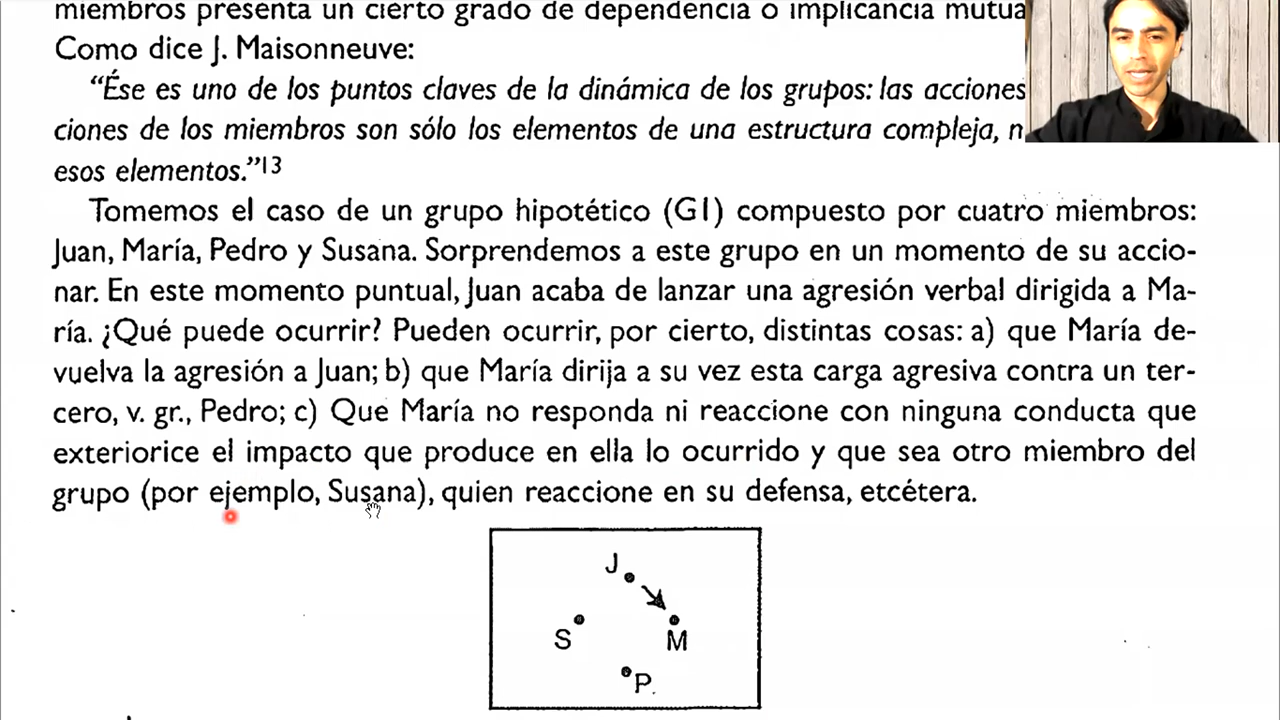 miembros presenta un cierto grado de dependencia o implicancia mutua
Como dice J. Maisonneuve:
“Ése es uno de los puntos claves de la dinámica de los grupos: las acciones
ciones de los miembros son sólo los elementos de una estructura compleja,
esos elementos.”13
Tomemos el caso de un grupo hipotético (G1) compuesto por cuatro miembros:
Juan, María, Pedro y Susana. Sorprendemos a este grupo en un momento de su accio-
nar. En este momento puntual, Juan acaba de lanzar una agresión verbal dirigida a Ma-
ría. ¿Qué puede ocurrir? Pueden ocurrir, por cierto, distintas cosas: a) que María de-
vuelva la agresión a Juan; b) que María dirija a su vez esta carga agresiva contra un ter-
cero, v. gr., Pedro; c) Que María no responda ni reaccione con ninguna conducta que
exteriorice el impacto que produce en ella lo ocurrido y que sea otro miembro del
grupo (por ejemplo, Susana), quien reaccione en su defensa, etcétera.
J
S
M
P